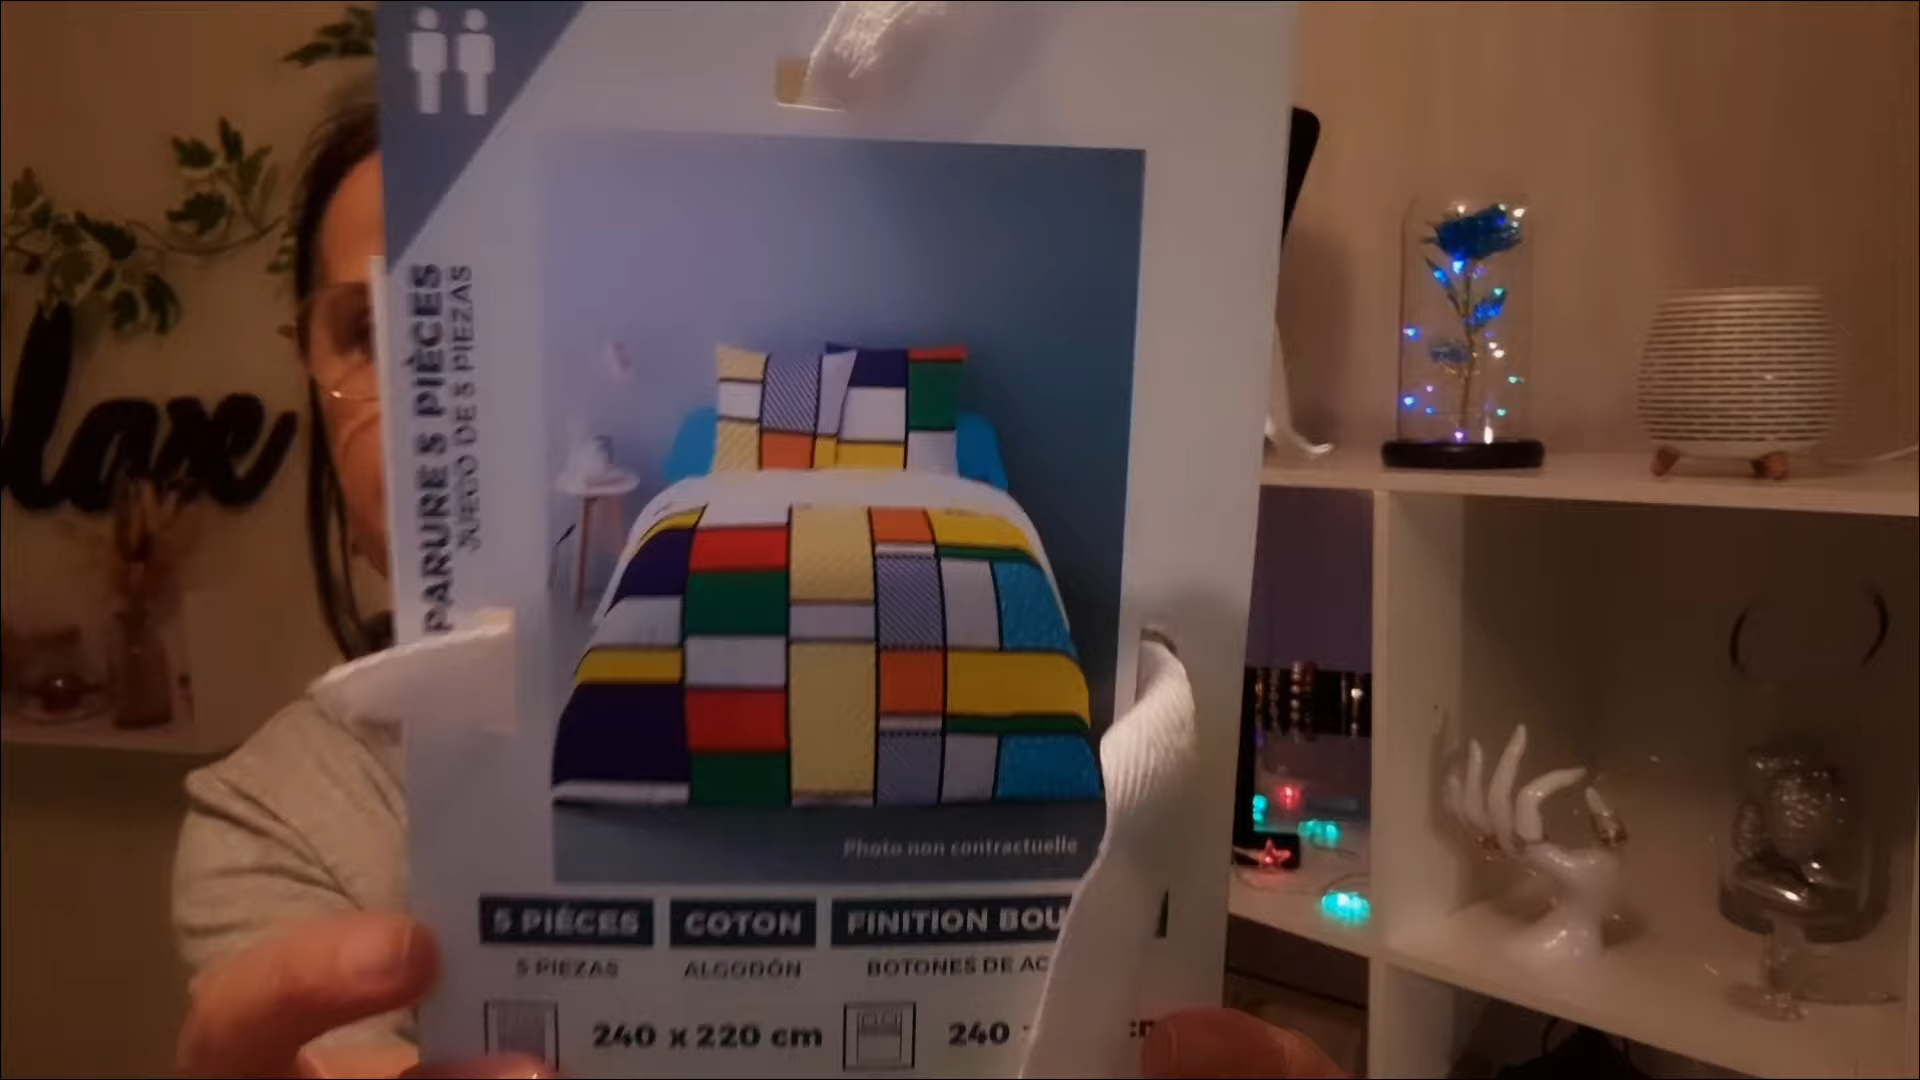 PARURE 5 PIÈCES
JUEGO DE 5 PIEZAS
Photo non contractuelle
5 PIÈCES
COTON
FINITION BOU
5 PIEZAS
ALGODÓN
BOTONES DE AC
240 x 220 cm
240